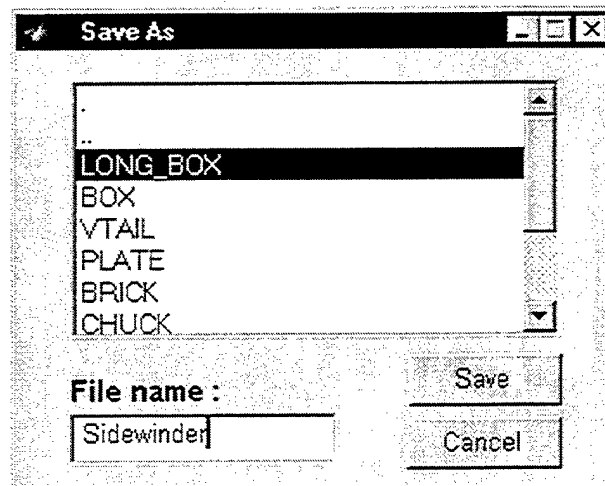 Save As
.
..
LONG_BOX
BOX
VTAIL
PLATE
BRICK
CHUCK
File name :
Save
Sidewinder
Cancel